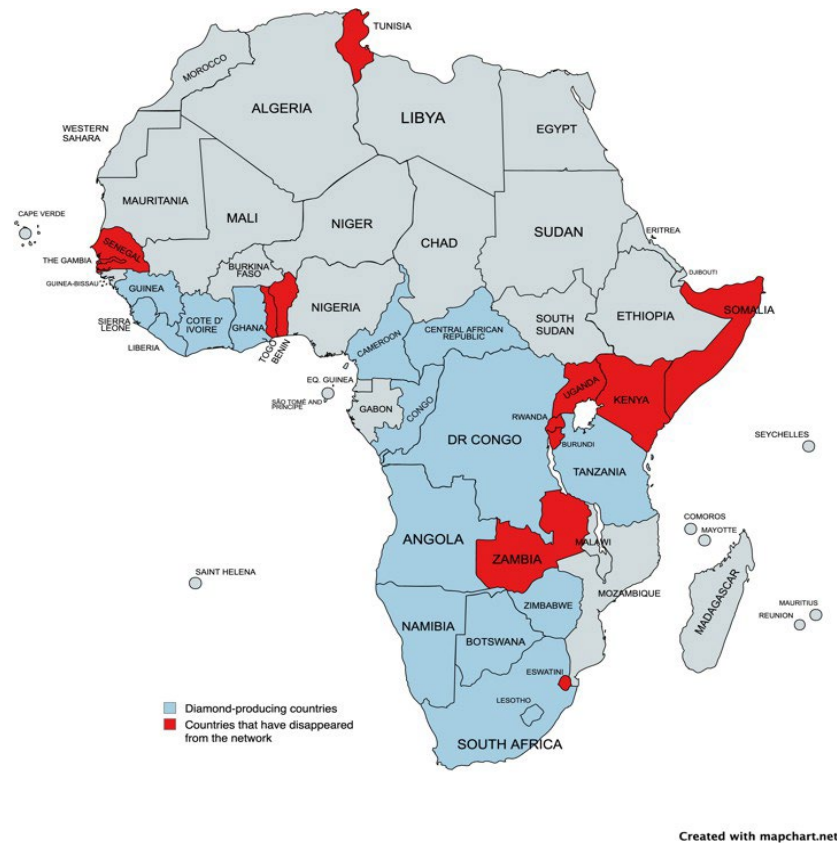 TUNISIA
MOROCCO
ALGERIA
LIBYA
EGYPT
WESTERN
SAHARA
MAURITANIA
MALI
NIGER
CHAD
SUDAN
ERITREA
CAPE VERDE
SENEGAL
THE GAMBIA
GUINEA-BISSAU
GUINEA
BURKINA
FASO
NIGERIA
DJIBOUTI
SOMALIA
ETHIOPIA
SOUTH
SUDAN
SIERRA
LEONE
LIBERIA
COTE D'
IVOIRE
GHANA
TOGO
BENIN
CAMEROON
CENTRAL AFRICAN
REPUBLIC
EQ. GUINEA
SÃO TOMÉ AND
PRINCIPE
GABON
CONGO
DR CONGO
UGANDA
KENYA
RWANDA
BURUNDI
TANZANIA
SEYCHELLES
COMOROS
MAYOTTE
ANGOLA
ZAMBIA
MALAWI
MOZAMBIQUE
MADAGASCAR
MAURITIUS
REUNION
SAINT HELENA
NAMIBIA
ZIMBABWE
BOTSWANA
ESWATINI
LESOTHO
SOUTH AFRICA
Diamond-producing countries
Countries that have disappeared
from the network
Created with mapchart.net